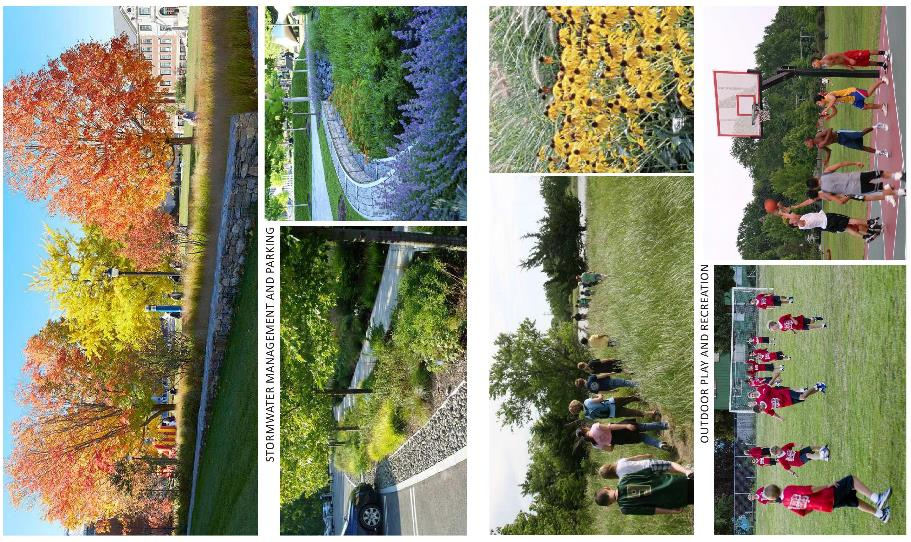 STORMWATER MANAGEMENT AND PARKING
OUTDOOR PLAY AND RECREATION